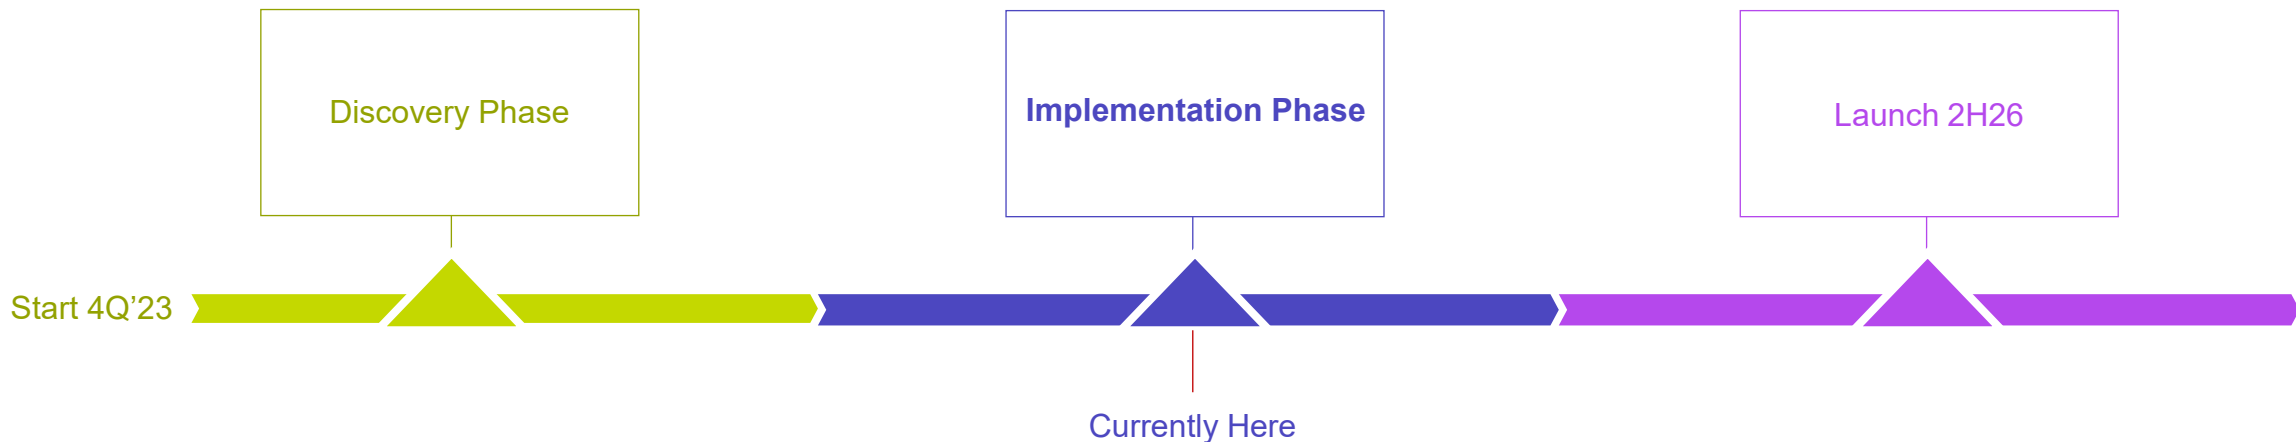 Discovery Phase
Implementation Phase
Launch 2H26
Start 4Q’23
Currently Here